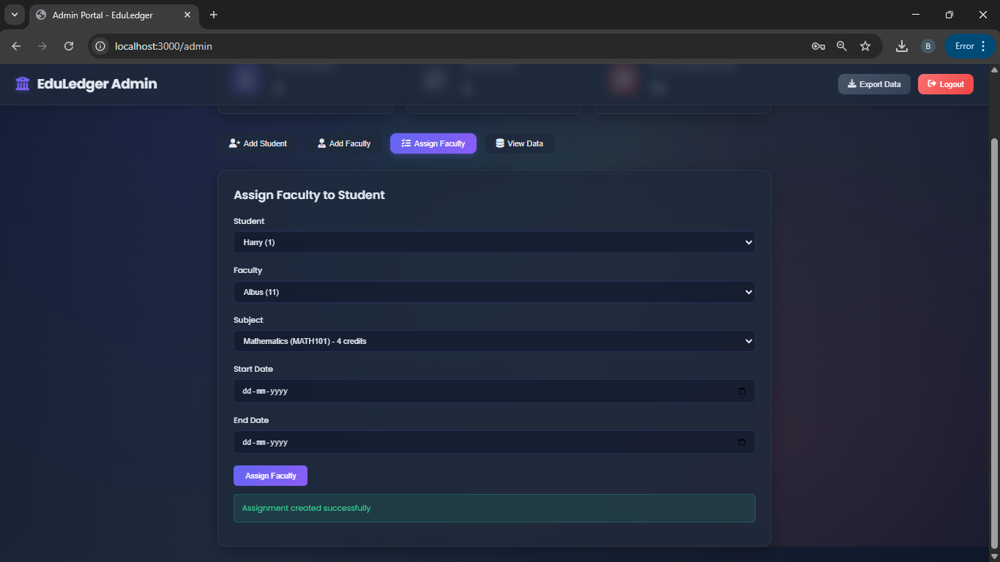 Admin Portal - EduLedger
localhost:3000/admin
B
Error
EduLedger Admin
Export Data
Logout
Add Student
Add Faculty
Assign Faculty
View Data
Assign Faculty to Student
Student
Harry (1)
Faculty
Albus (11)
Subject
Mathematics (MATH101) - 4 credits
Start Date
dd-mm-yyyy
End Date
dd-mm-yyyy
Assign Faculty
Assignment created successfully